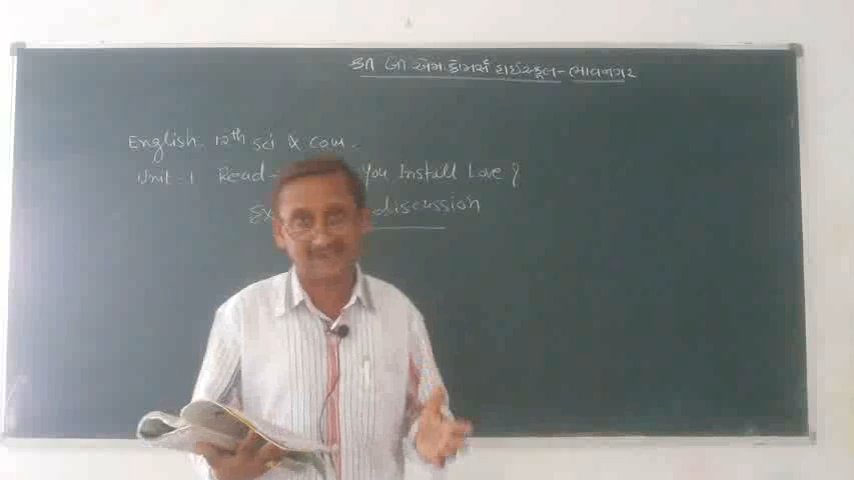 બી એમ કોમર્સ હાઈસ્કૂલ - ભાવનગર
English. 12th Sci & Com.
Unit-1 Read- You Install Love?
discussion